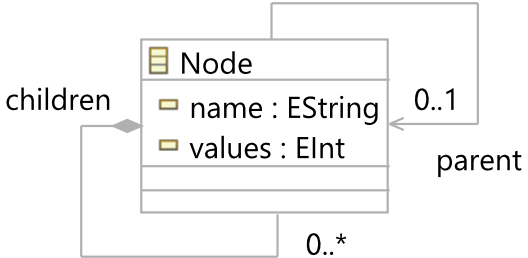 Node
children
name : EString
0..1
values : EInt
parent
0..*